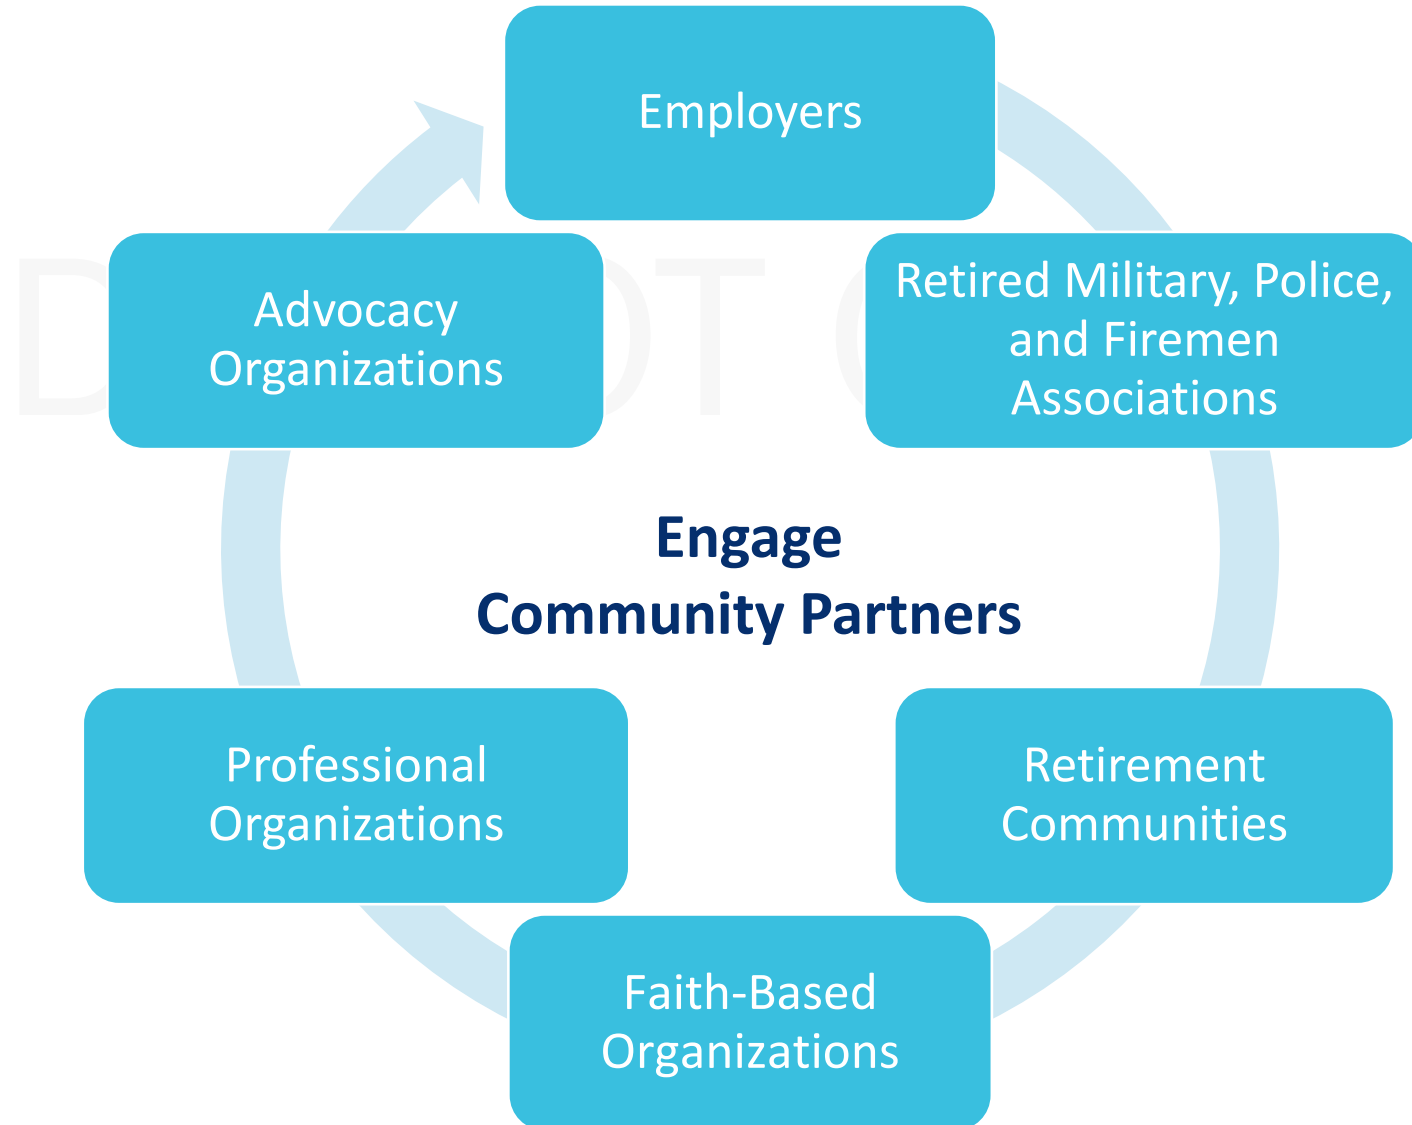 Employers
Retired Military, Police,
and Firemen
Associations
Advocacy
Organizations
Engage
Community Partners
Professional
Organizations
Retirement
Communities
Faith-Based
Organizations